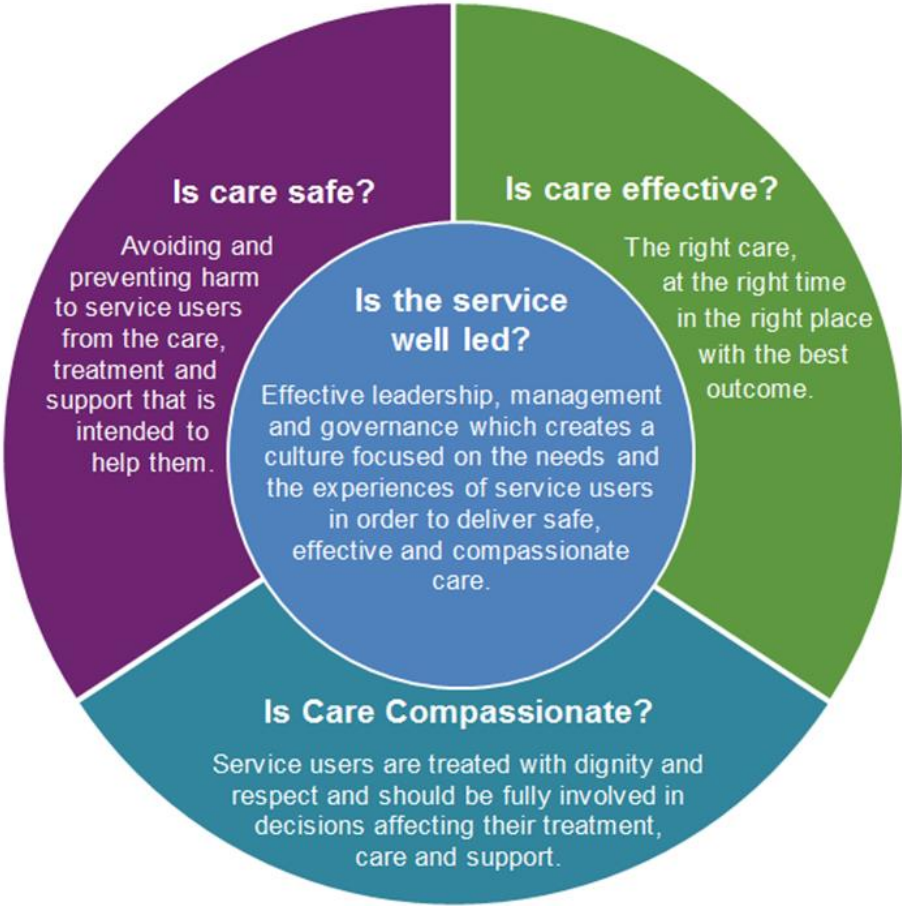 Is care safe?
Avoiding and
preventing harm
to service users
from the care,
treatment and
support that is
intended to
help them.
Is care effective?
The right care,
at the right time
in the right place
with the best
outcome.
Is the service
well led?
Effective leadership, management
and governance which creates a
culture focused on the needs and
the experiences of service users
in order to deliver safe,
effective and compassionate
care.
Is Care Compassionate?
Service users are treated with dignity and
respect and should be fully involved in
decisions affecting their treatment,
care and support.